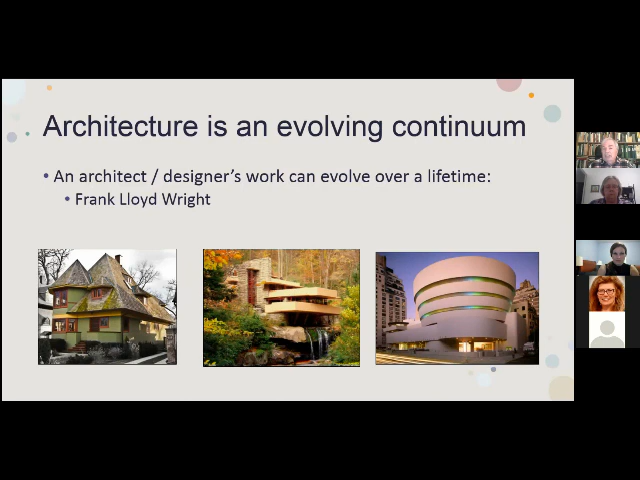 Architecture is an evolving continuum
• An architect / designer's work can evolve over a lifetime:
• Frank Lloyd Wright